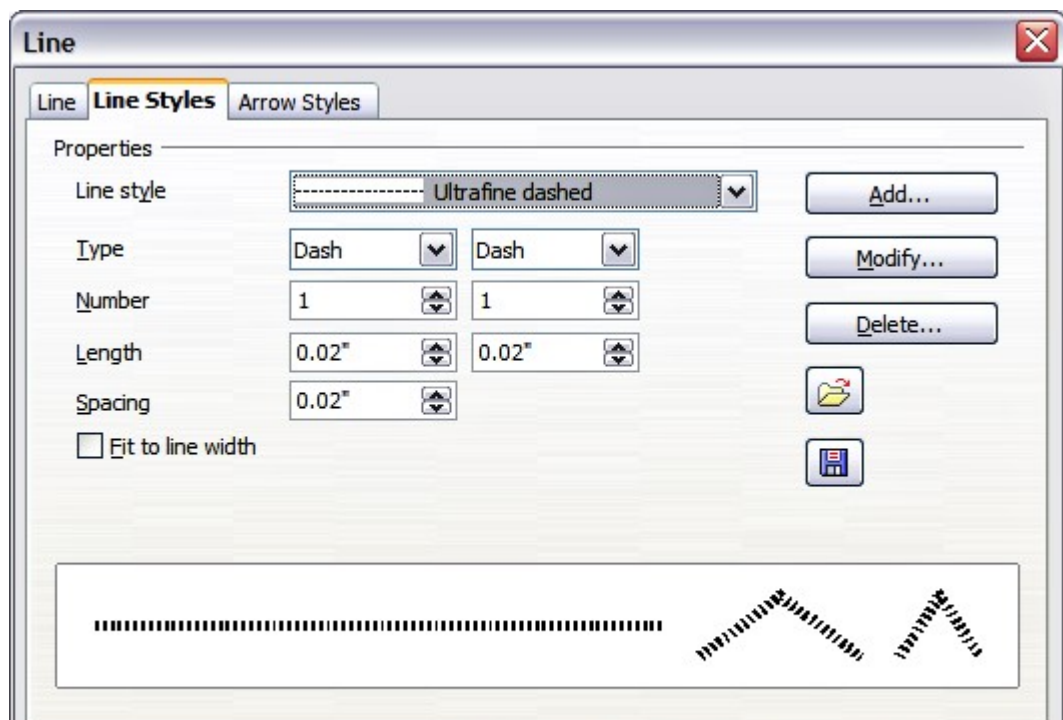 Line
Line Line Styles Arrow Styles
Properties
Line style Ultrafine dashed Add...
Type Dash Dash Modify...
Number 1 1
Delete...
Length 0.02" 0.02"
Spacing 0.02"
Fit to line width